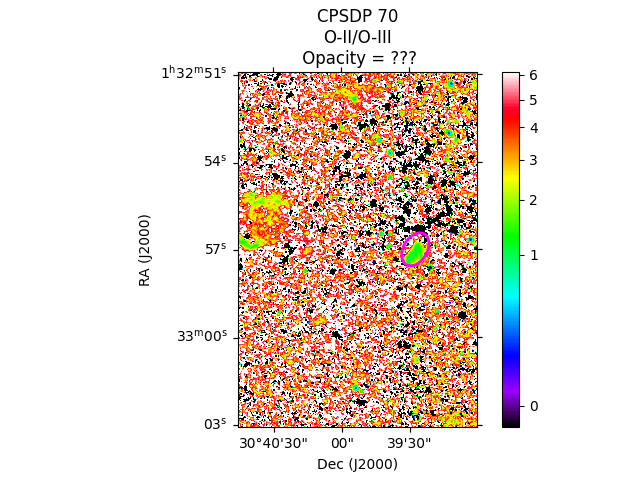 CPSDP 70
O-II/O-III
Opacity = ???
1ʰ32ᵐ51ˢ
54ˢ
57ˢ
33ᵐ00ˢ
03ˢ
RA (J2000)
30°40'30"
00"
39'30"
Dec (J2000)
6
5
4
3
2
1
0